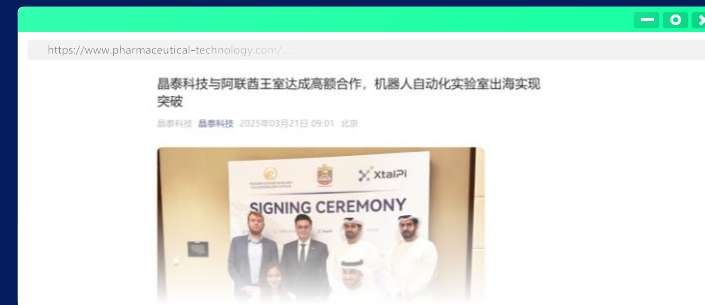 https://www.pharmaceutical-technology.com/......
晶泰科技与阿联酋王室达成高额合作，机器人自动化实验室出海实现
突破
晶泰科技 晶泰科技 2025年03月21日 09:01 北京
XtalPi
SIGNING CEREMONY